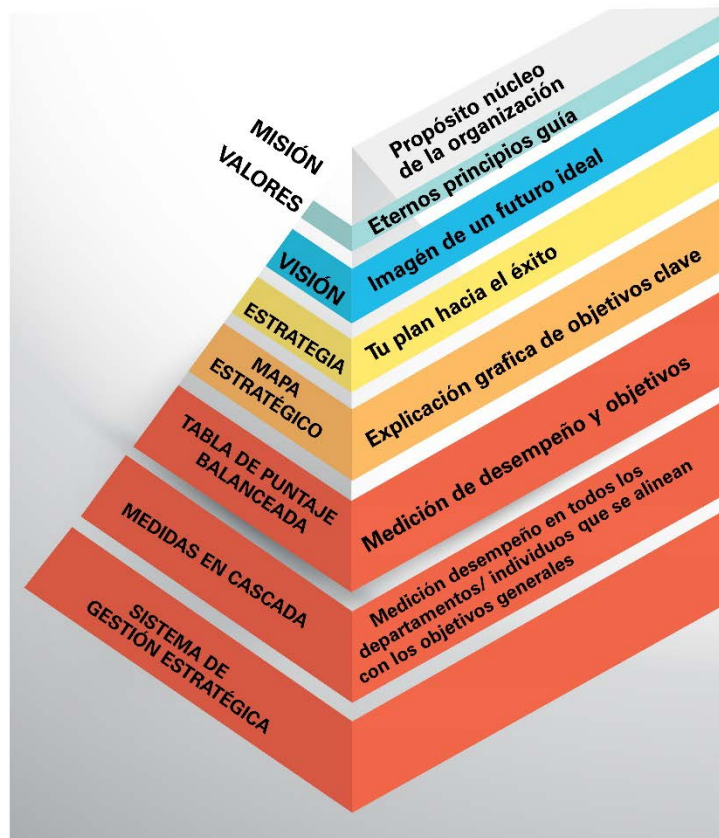 MISIÓN
Propósito núcleo
de la organización
VALORES
Eternos principios guía
VISIÓN
Imagén de un futuro ideal
ESTRATEGIA
Tu plan hacia el éxito
MAPA
ESTRATÉGICO
Explicación grafica de objetivos clave
TABLA DE PUNTAJE
BALANCEADA
Medición de desempeño y objetivos
MEDIDAS EN CASCADA
Medición desempeño en todos los
departamentos/ individuos que se alinean
con los objetivos generales
SISTEMA DE
GESTIÓN ESTRATÉGICA